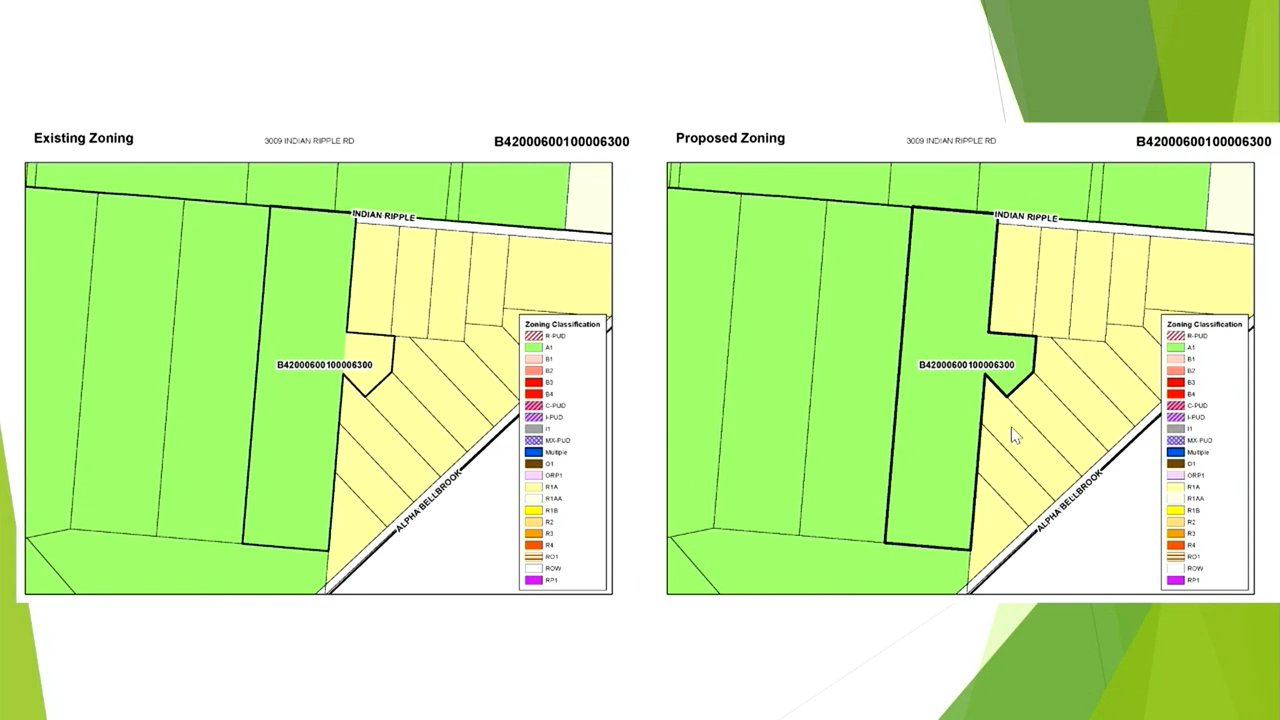 Existing Zoning
3009 INDIAN RIPPLE RD
B42000600100006300
INDIAN RIPPLE
B42000600100006300
ALPHA BELLBROOK
Zoning Classification
R-PUD
A1
B1
B2
B3
B4
C-PUD
I-PUD
I1
MX-PUD
Multiple
O1
ORP1
R1A
R1AA
R1B
R2
R3
R4
RO1
ROW
RP1
Proposed Zoning
3009 INDIAN RIPPLE RD
B42000600100006300
INDIAN RIPPLE
B42000600100006300
ALPHA BELLBROOK
Zoning Classification
R-PUD
A1
B1
B2
B3
B4
C-PUD
I-PUD
I1
MX-PUD
Multiple
O1
ORP1
R1A
R1AA
R1B
R2
R3
R4
RO1
ROW
RP1